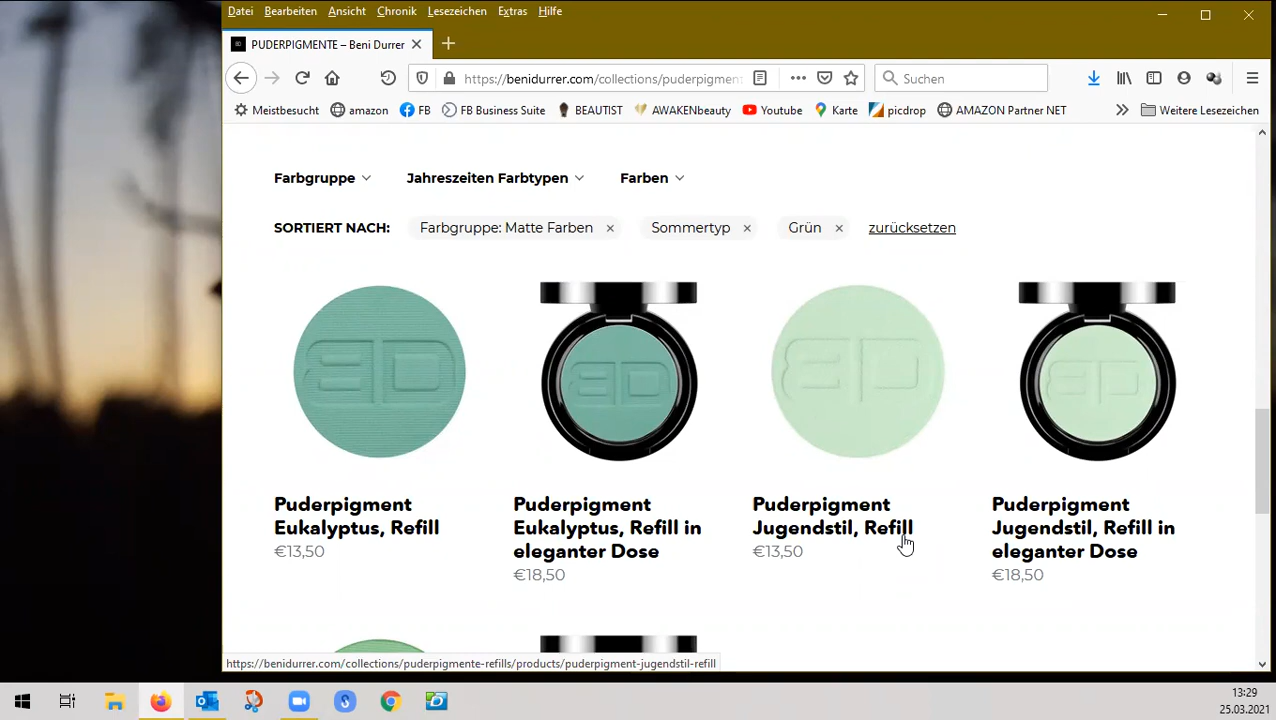 Datei Bearbeiten Ansicht Chronik Lesezeichen Extras Hilfe
PUDERPIGMENTE – Beni Durrer
https://benidurrer.com/collections/puderpigment
Suchen
Meistbesucht amazon FB FB Business Suite BEAUTIST AWAKENbeauty Youtube Karte picdrop AMAZON Partner NET Weitere Lesezeichen
Farbgruppe Jahreszeiten Farbtypen Farben
SORTIERT NACH: Farbgruppe: Matte Farben × Sommertyp × Grün × zurücksetzen
BD BD BD BD
Puderpigment
Eukalyptus, Refill
€13,50
Puderpigment
Eukalyptus, Refill in
eleganter Dose
€18,50
Puderpigment
Jugendstil, Refill
€13,50
Puderpigment
Jugendstil, Refill in
eleganter Dose
€18,50
https://benidurrer.com/collections/puderpigmente-refills/products/puderpigment-jugendstil-refill
13:29
25.03.2021